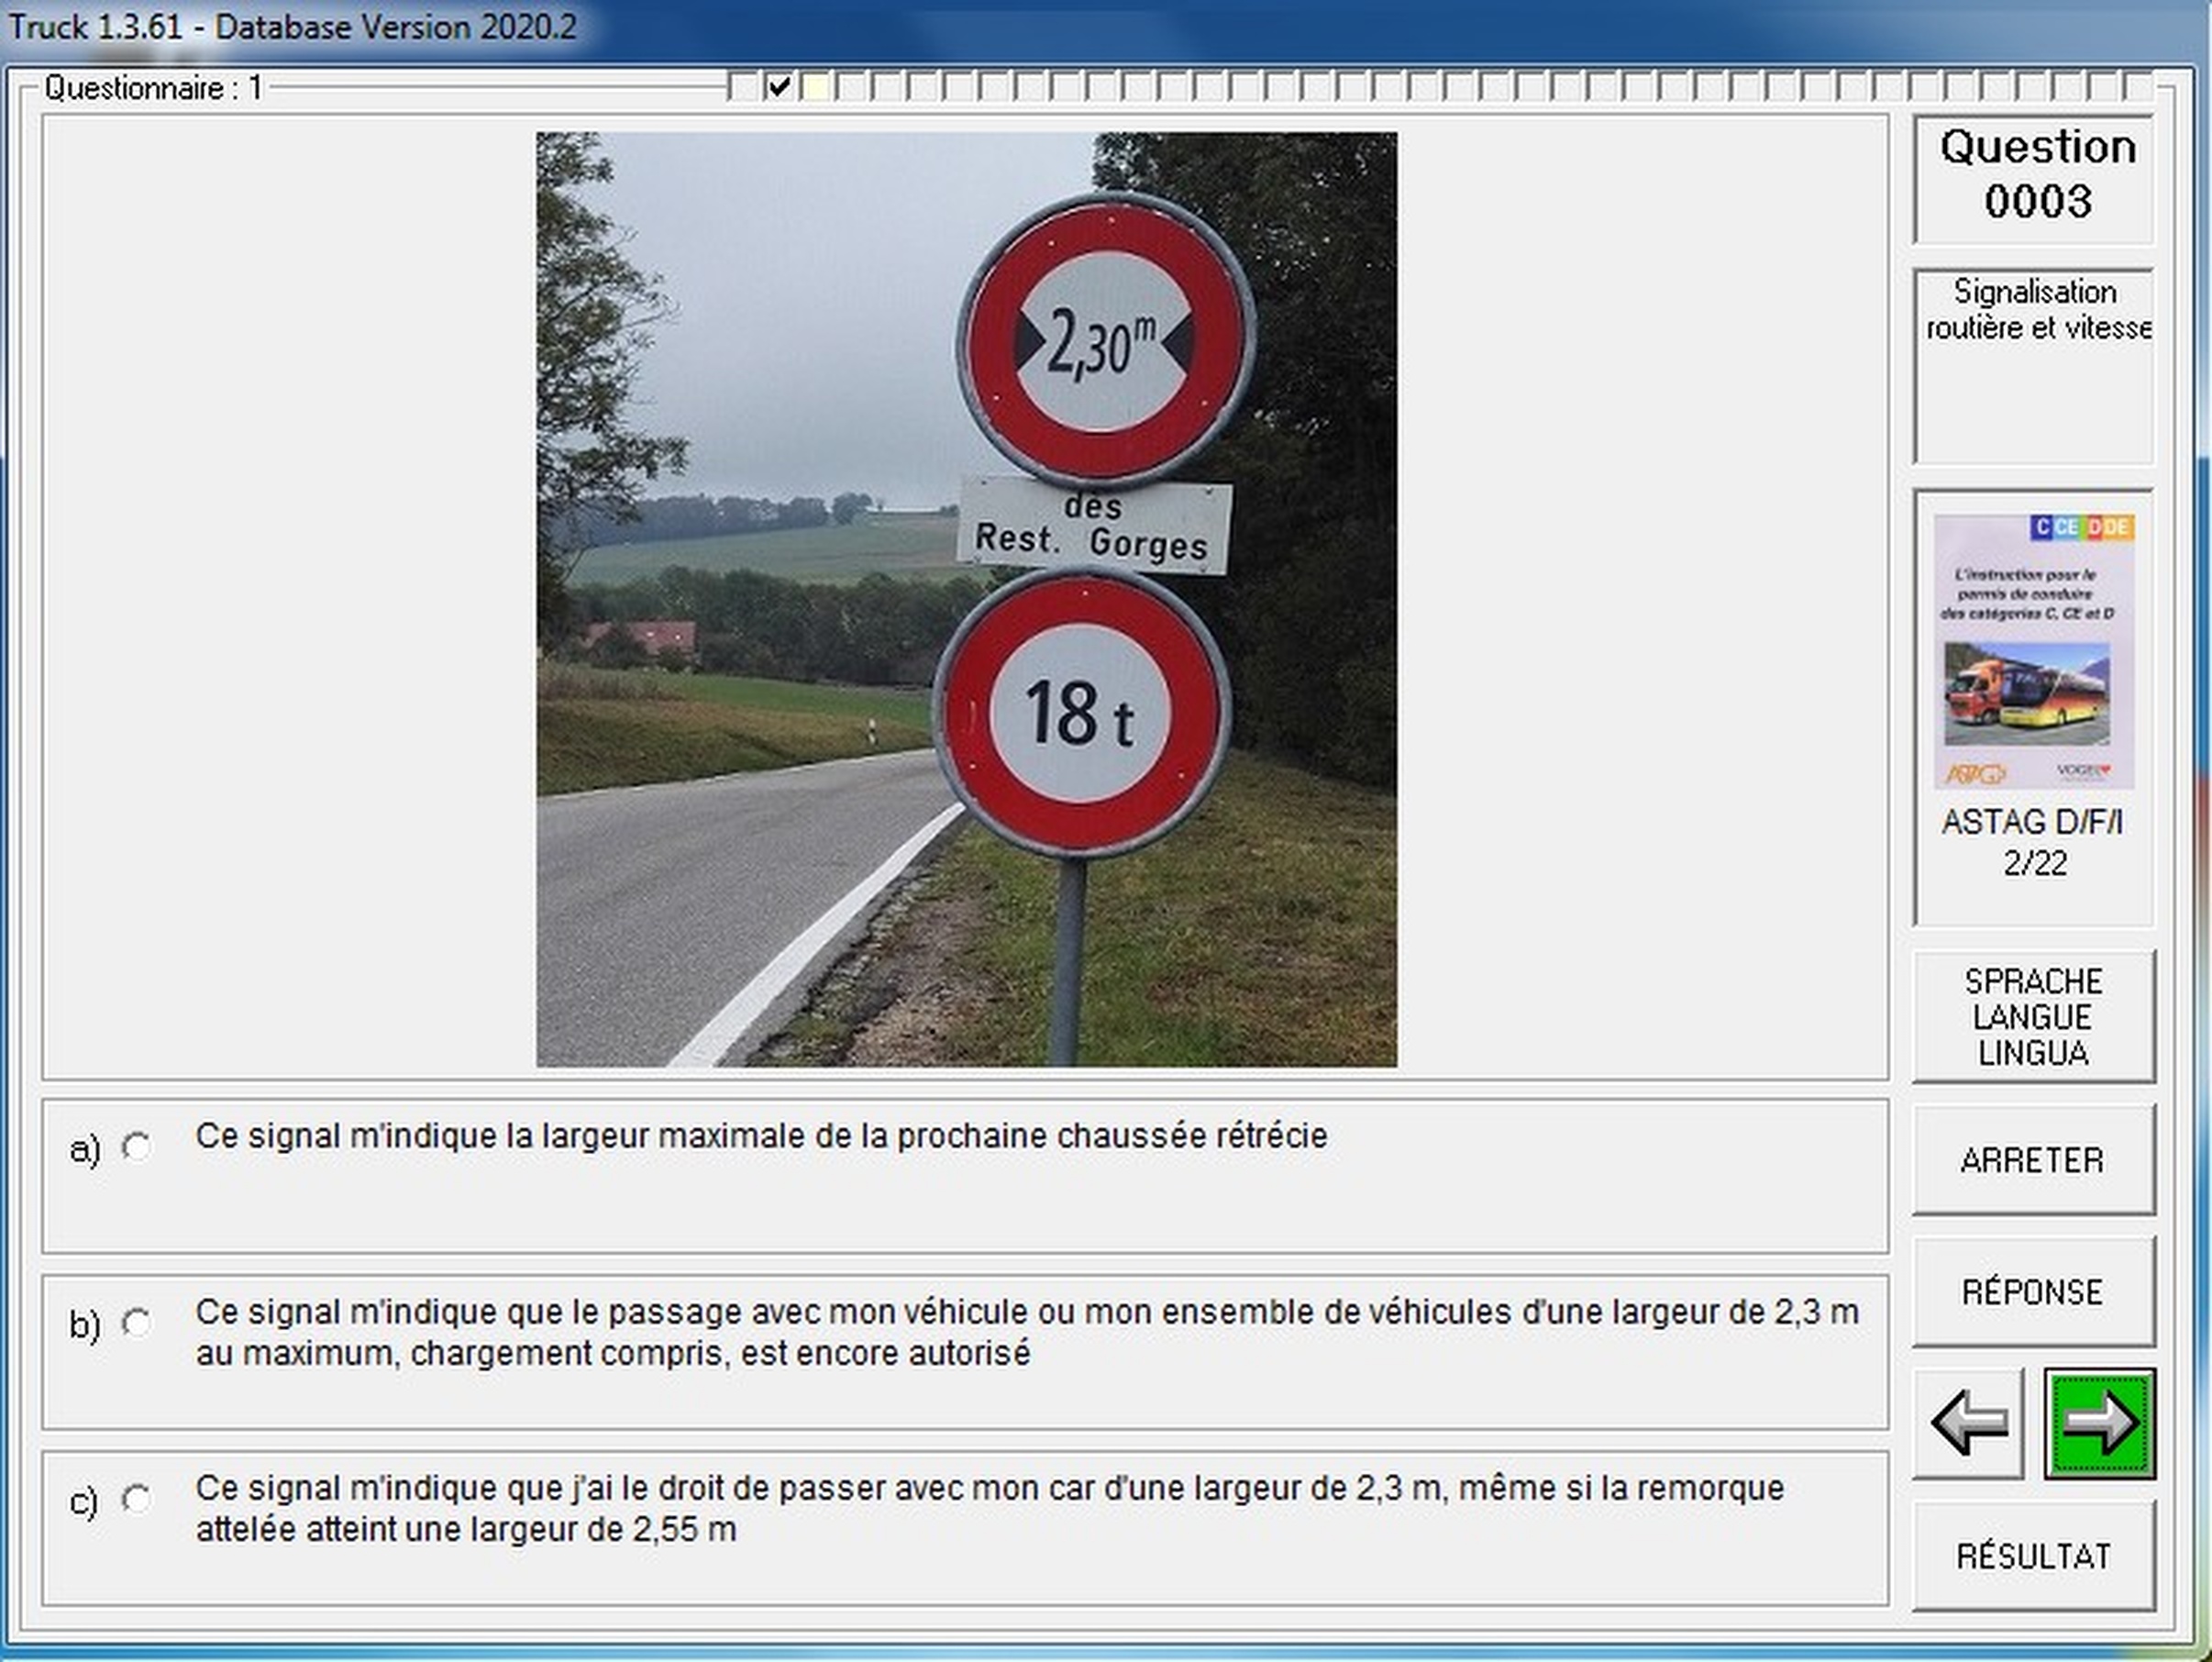 Truck 1.3.61 - Database Version 2020.2
Questionnaire : 1
2,30 m
dès
Rest. Gorges
18 t
a) Ce signal m'indique la largeur maximale de la prochaine chaussée rétrécie
b) Ce signal m'indique que le passage avec mon véhicule ou mon ensemble de véhicules d'une largeur de 2,3 m
au maximum, chargement compris, est encore autorisé
c) Ce signal m'indique que j'ai le droit de passer avec mon car d'une largeur de 2,3 m, même si la remorque
attelée atteint une largeur de 2,55 m
Question
0003
Signalisation
routière et vitesse
C CE D DE
L'instruction pour le
permis de conduire
des catégories C, CE et D
ASTAG
VOGEL
ASTAG D/F/I
2/22
SPRACHE
LANGUE
LINGUA
ARRETER
RÉPONSE
RÉSULTAT